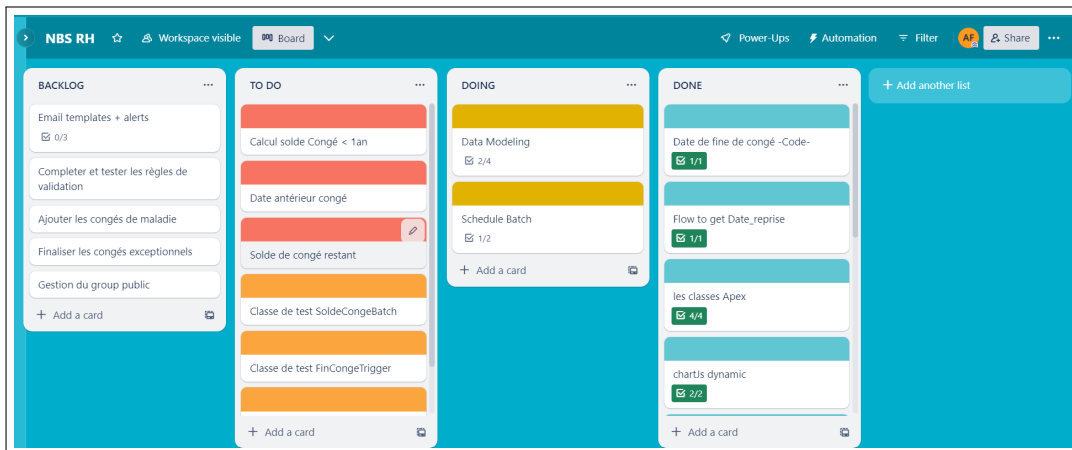 NBS RH
Workspace visible
Board
Power-Ups
Automation
Filter
AF
Share
BACKLOG
Email templates + alerts
0/3
Completer et tester les règles de
validation
Ajouter les congés de maladie
Finaliser les congés exceptionnels
Gestion du group public
+ Add a card
TO DO
Calcul solde Congé < 1an
Date antérieur congé
Solde de congé restant
Classe de test SoldeCongeBatch
Classe de test FinCongeTrigger
+ Add a card
DOING
Data Modeling
2/4
Schedule Batch
1/2
+ Add a card
DONE
Date de fine de congé -Code-
1/1
Flow to get Date_reprise
1/1
les classes Apex
4/4
chartJs dynamic
2/2
+ Add a card
+ Add another list